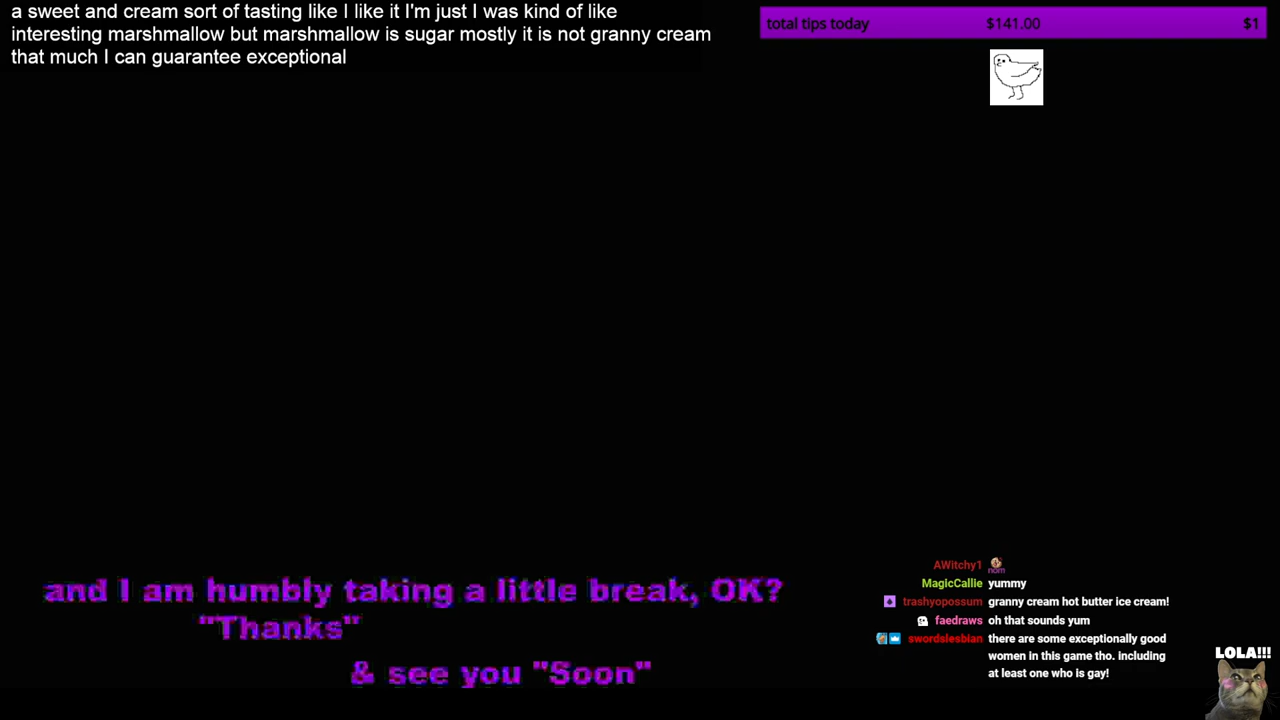 a sweet and cream sort of tasting like I like it I'm just I was kind of like
interesting marshmallow but marshmallow is sugar mostly it is not granny cream
that much I can guarantee exceptional
total tips today $141.00 $1
and I am humbly taking a little break, OK?
"Thanks"
& see you "Soon"
AWitchy1 nom
MagicCallie yummy
trashyopossum granny cream hot butter ice cream!
faedraws oh that sounds yum
swordslesbian there are some exceptionally good
women in this game tho. including
at least one who is gay!
LOLA!!!